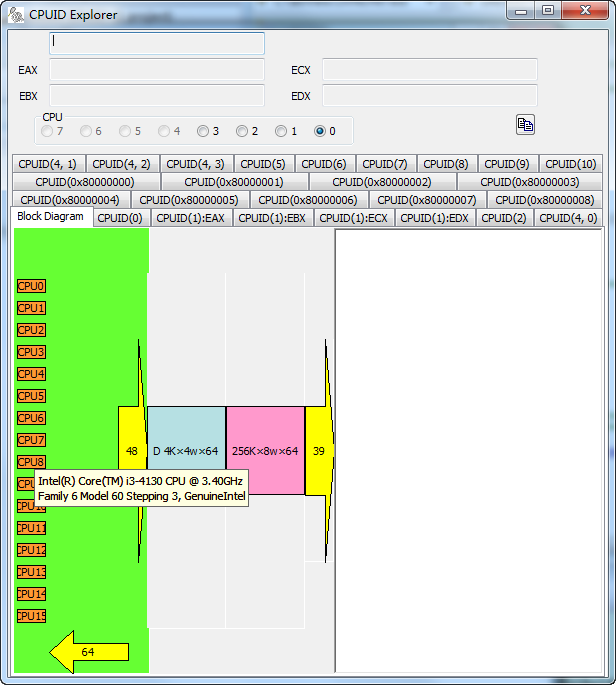 CPUID Explorer
EAX
ECX
EBX
EDX
CPU
7 6 5 4 3 2 1 0
CPUID(4, 1) CPUID(4, 2) CPUID(4, 3) CPUID(5) CPUID(6) CPUID(7) CPUID(8) CPUID(9) CPUID(10)
CPUID(0x80000000) CPUID(0x80000001) CPUID(0x80000002) CPUID(0x80000003)
CPUID(0x80000004) CPUID(0x80000005) CPUID(0x80000006) CPUID(0x80000007) CPUID(0x80000008)
Block Diagram CPUID(0) CPUID(1):EAX CPUID(1):EBX CPUID(1):ECX CPUID(1):EDX CPUID(2) CPUID(4, 0)
CPU0
CPU1
CPU2
CPU3
CPU4
CPU5
CPU6
CPU7
48 D 4K×4w×64 256K×8w×64 39
CPU8
Intel(R) Core(TM) i3-4130 CPU @ 3.40GHz
Family 6 Model 60 Stepping 3, GenuineIntel
CPU11
CPU12
CPU13
CPU14
CPU15
64